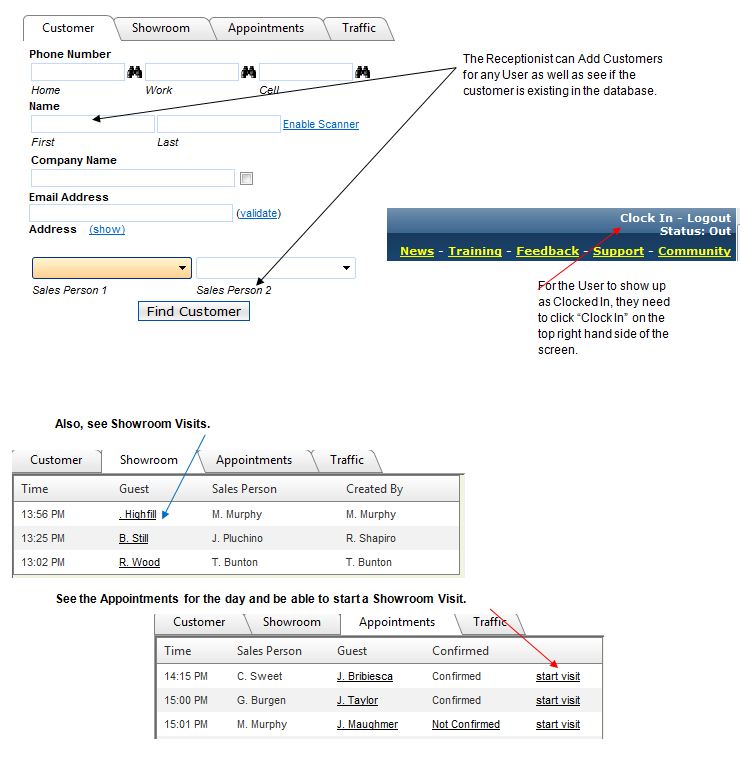 Customer Showroom Appointments Traffic
Phone Number
Home Work Cell
Name
Enable Scanner
First Last
Company Name
Email Address
(validate)
Address (show)
Sales Person 1 Sales Person 2
Find Customer
The Receptionist can Add Customers
for any User as well as see if the
customer is existing in the database.
Clock In - Logout
Status: Out
News - Training - Feedback - Support - Community
For the User to show up
as Clocked In, they need
to click “Clock In” on the
top right hand side of the
screen.
Also, see Showroom Visits.
Customer Showroom Appointments Traffic
Time Guest Sales Person Created By
13:56 PM . Highfill M. Murphy M. Murphy
13:25 PM B. Still J. Pluchino R. Shapiro
13:02 PM R. Wood T. Bunton T. Bunton
See the Appointments for the day and be able to start a Showroom Visit.
Customer Showroom Appointments Traffic
Time Sales Person Guest Confirmed
14:15 PM C. Sweet J. Bribiesca Confirmed start visit
15:00 PM G. Burgen J. Taylor Confirmed start visit
15:01 PM M. Murphy J. Maughmer Not Confirmed start visit